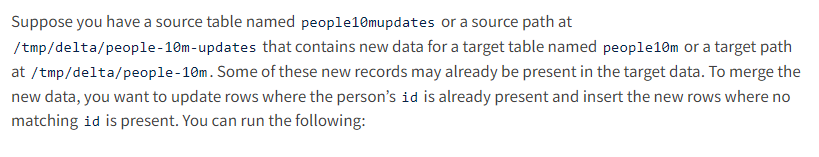 Suppose you have a source table named people10mupdates or a source path at
/tmp/delta/people-10m-updates that contains new data for a target table named people10m or a target path
at /tmp/delta/people-10m. Some of these new records may already be present in the target data. To merge the
new data, you want to update rows where the person’s id is already present and insert the new rows where no
matching id is present. You can run the following: